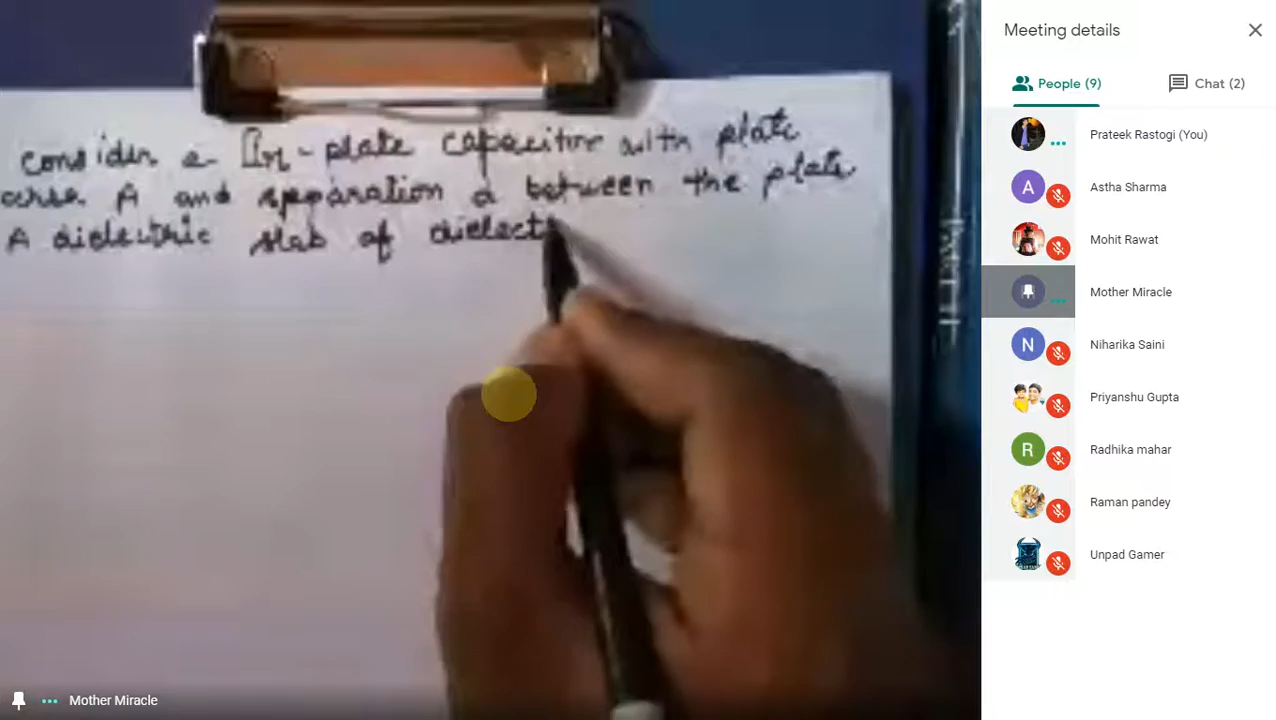 consider a ||r-plate capacitor with plate
area A and separation d between the plate
A dielectric slab of dielect
Mother Miracle
Meeting details
People (9)
Chat (2)
Prateek Rastogi (You)
Astha Sharma
Mohit Rawat
Mother Miracle
Niharika Saini
Priyanshu Gupta
Radhika mahar
Raman pandey
Unpad Gamer
A
N
R